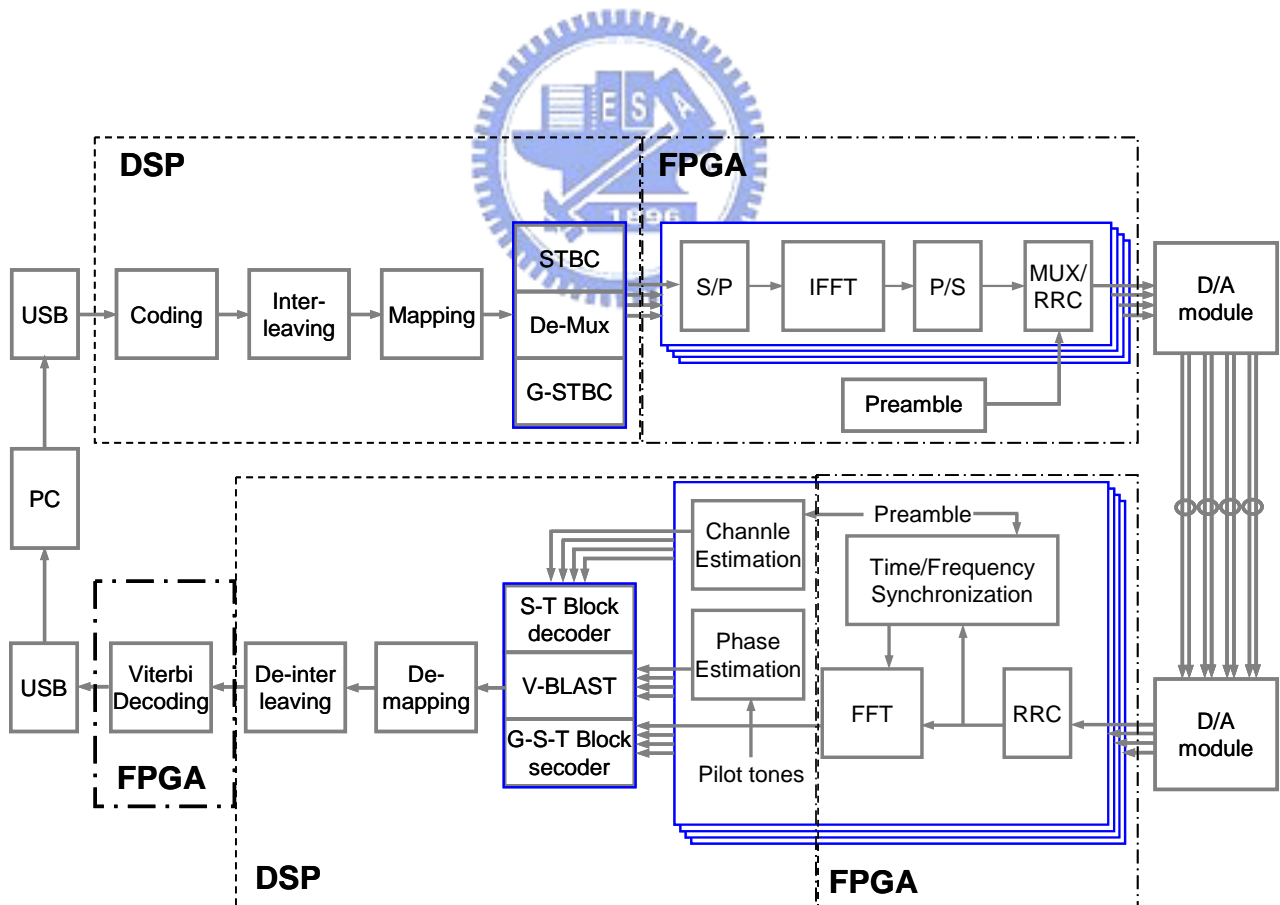 ESA
1896
DSP
FPGA
USB
Coding
Inter-
leaving
Mapping
STBC
De-Mux
G-STBC
S/P
IFFT
P/S
MUX/
RRC
Preamble
D/A
module
PC
USB
Viterbi
Decoding
FPGA
De-inter
leaving
De-
mapping
S-T Block
decoder
V-BLAST
G-S-T Block
secoder
Channle
Estimation
Phase
Estimation
Pilot tones
Preamble
Time/Frequency
Synchronization
FFT
RRC
D/A
module
DSP
FPGA